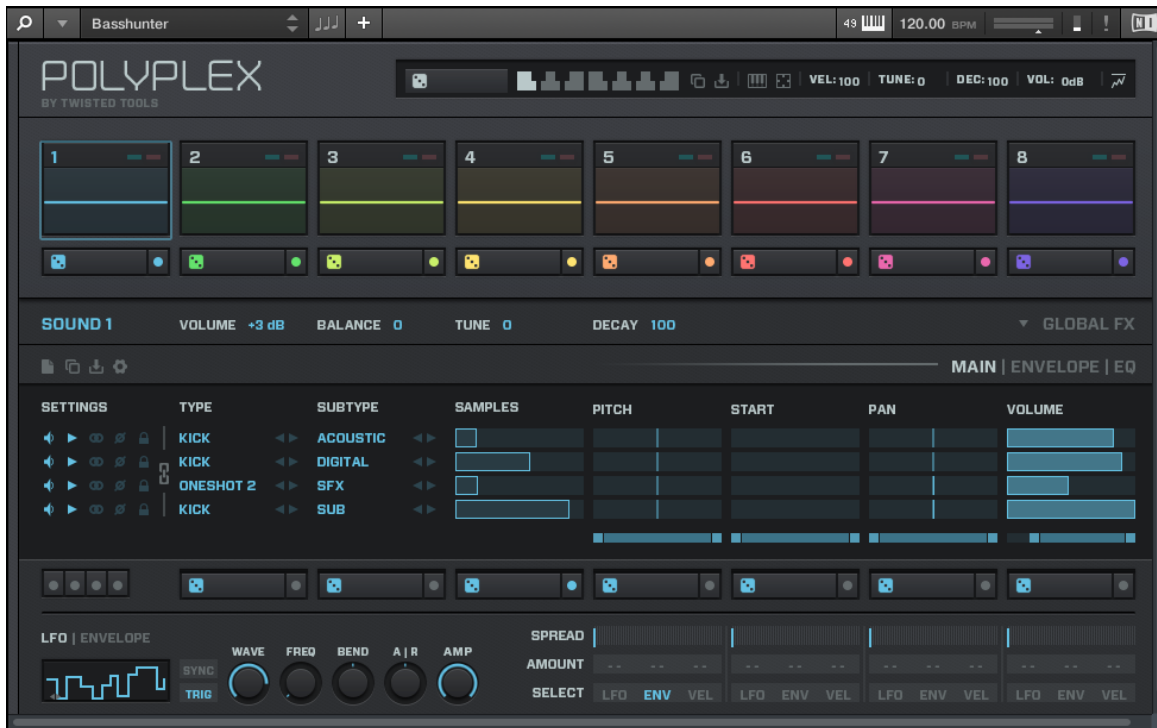 Basshunter 49 120.00 BPM NI
POLYPLEX
BY TWISTED TOOLS
VEL:100 TUNE:0 DEC:100 VOL: 0dB
1 2 3 4 5 6 7 8
SOUND 1 VOLUME +3 dB BALANCE 0 TUNE 0 DECAY 100 GLOBAL FX
MAIN | ENVELOPE | EQ
SETTINGS TYPE SUBTYPE SAMPLES PITCH START PAN VOLUME
KICK ACOUSTIC
KICK DIGITAL
ONESHOT 2 SFX
KICK SUB
LFO | ENVELOPE SPREAD
WAVE FREQ BEND A|R AMP
SYNC AMOUNT -- -- -- -- -- -- -- -- -- -- -- --
TRIG SELECT LFO ENV VEL LFO ENV VEL LFO ENV VEL LFO ENV VEL